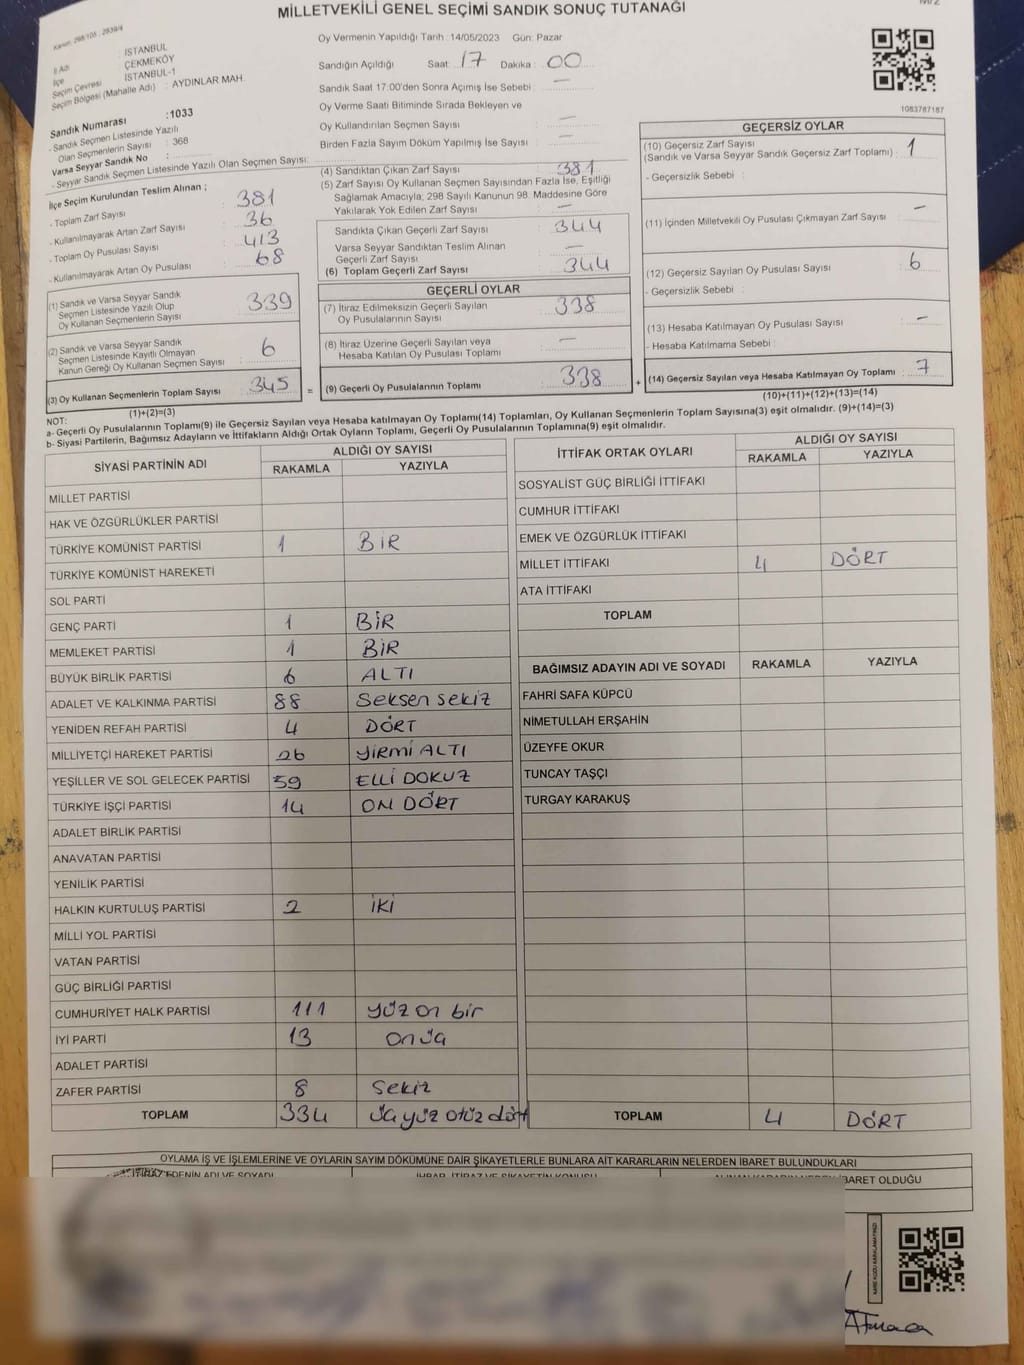 M/2
MİLLETVEKİLİ GENEL SEÇİMİ SANDIK SONUÇ TUTANAĞI
Kanun: 298/105 , 2839/4
İl Adı : İSTANBUL
İlçe : ÇEKMEKÖY
Seçim Çevresi : İSTANBUL-1
Seçim Bölgesi (Mahalle Adı) : AYDINLAR MAH.
Sandık Numarası :1033
- Sandık Seçmen Listesinde Yazılı
Olan Seçmenlerin Sayısı : 368
Varsa Seyyar Sandık No :
- Seyyar Sandık Seçmen Listesinde Yazılı Olan Seçmen Sayısı:
İlçe Seçim Kurulundan Teslim Alınan ;
- Toplam Zarf Sayısı 381
- Kullanılmayarak Artan Zarf Sayısı 36
- Toplam Oy Pusulası Sayısı 413
- Kullanılmayarak Artan Oy Pusulası 68
(1) Sandık ve Varsa Seyyar Sandık
Seçmen Listesinde Yazılı Olup
Oy Kullanan Seçmenlerin Sayısı 339
(2) Sandık ve Varsa Seyyar Sandık
Seçmen Listesinde Kayıtlı Olmayan
Kanun Gereği Oy Kullanan Seçmen Sayısı 6
(3) Oy Kullanan Seçmenlerin Toplam Sayısı 345 =
(1)+(2)=(3)
Oy Vermenin Yapıldığı Tarih :14/05/2023 Gün: Pazar
Sandığın Açıldığı Saat : 17 Dakika : 00
Sandık Saat 17:00'den Sonra Açımış İse Sebebi : —
Oy Verme Saati Bitiminde Sırada Bekleyen ve
Oy Kullandırılan Seçmen Sayısı : —
Birden Fazla Sayım Döküm Yapılmış İse Sayısı : —
(4) Sandıktan Çıkan Zarf Sayısı 381
(5) Zarf Sayısı Oy Kullanan Seçmen Sayısından Fazla İse, Eşitliği
Sağlamak Amacıyla; 298 Sayılı Kanunun 98. Maddesine Göre
Yakılarak Yok Edilen Zarf Sayısı —
Sandıkta Çıkan Geçerli Zarf Sayısı 344
Varsa Seyyar Sandıktan Teslim Alınan
Geçerli Zarf Sayısı —
(6) Toplam Geçerli Zarf Sayısı 344
GEÇERLİ OYLAR
(7) İtiraz Edilmeksizin Geçerli Sayılan
Oy Pusulalarının Sayısı 338
(8) İtiraz Üzerine Geçerli Sayılan veya
Hesaba Katılan Oy Pusulası Toplamı —
(9) Geçerli Oy Pusulalarının Toplamı 338 +
1083787187
GEÇERSİZ OYLAR
(10) Geçersiz Zarf Sayısı
(Sandık ve Varsa Seyyar Sandık Geçersiz Zarf Toplamı) : 1
- Geçersizlik Sebebi :
(11) İçinden Milletvekili Oy Pusulası Çıkmayan Zarf Sayısı —
(12) Geçersiz Sayılan Oy Pusulası Sayısı 6
- Geçersizlik Sebebi :
(13) Hesaba Katılmayan Oy Pusulası Sayısı —
- Hesaba Katılmama Sebebi :
(14) Geçersiz Sayılan veya Hesaba Katılmayan Oy Toplamı 7
(10)+(11)+(12)+(13)=(14)
NOT:
a- Geçerli Oy Pusulalarının Toplamı(9) ile Geçersiz Sayılan veya Hesaba katılmayan Oy Toplamı(14) Toplamları, Oy Kullanan Seçmenlerin Toplam Sayısına(3) eşit olmalıdır. (9)+(14)=(3)
b- Siyasi Partilerin, Bağımsız Adayların ve İttifakların Aldığı Ortak Oyların Toplamı, Geçerli Oy Pusulalarının Toplamına(9) eşit olmalıdır.
SİYASİ PARTİNİN ADI ALDIĞI OY SAYISI
RAKAMLA YAZIYLA
MİLLET PARTİSİ
HAK VE ÖZGÜRLÜKLER PARTİSİ
TÜRKİYE KOMÜNİST PARTİSİ 1 BİR
TÜRKİYE KOMÜNİST HAREKETİ
SOL PARTİ
GENÇ PARTİ 1 BİR
MEMLEKET PARTİSİ 1 BİR
BÜYÜK BİRLİK PARTİSİ 6 ALTI
ADALET VE KALKINMA PARTİSİ 88 Seksen sekiz
YENİDEN REFAH PARTİSİ 4 DÖRT
MİLLİYETÇİ HAREKET PARTİSİ 26 YİRMİ ALTI
YEŞİLLER VE SOL GELECEK PARTİSİ 59 ELLİ DOKUZ
TÜRKİYE İŞÇİ PARTİSİ 14 ON DÖRT
ADALET BİRLİK PARTİSİ
ANAVATAN PARTİSİ
YENİLİK PARTİSİ
HALKIN KURTULUŞ PARTİSİ 2 İKİ
MİLLİ YOL PARTİSİ
VATAN PARTİSİ
GÜÇ BİRLİĞİ PARTİSİ
CUMHURİYET HALK PARTİSİ 111 yüz on bir
İYİ PARTİ 13 on üç
ADALET PARTİSİ
ZAFER PARTİSİ 8 Sekiz
TOPLAM 334 üç yüz otuz dört
İTTİFAK ORTAK OYLARI ALDIĞI OY SAYISI
RAKAMLA YAZIYLA
SOSYALİST GÜÇ BİRLİĞİ İTTİFAKI
CUMHUR İTTİFAKI
EMEK VE ÖZGÜRLÜK İTTİFAKI
MİLLET İTTİFAKI 4 DÖRT
ATA İTTİFAKI
TOPLAM
BAĞIMSIZ ADAYIN ADI VE SOYADI RAKAMLA YAZIYLA
FAHRİ SAFA KÜPCÜ
NİMETULLAH ERŞAHİN
ÜZEYFE OKUR
TUNCAY TAŞÇI
TURGAY KARAKUŞ
TOPLAM 4 DÖRT
OYLAMA İŞ VE İŞLEMLERİNE VE OYLARIN SAYIM DÖKÜMÜNE DAİR ŞİKAYETLERLE BUNLARA AİT KARARLARIN NELERDEN İBARET BULUNDUKLARI
İTİRAZ EDENİN ADI VE SOYADI
İHBAR, İTİRAZ VE ŞİKAYETİN KONUSU
İBARET OLDUĞU
KARE KODU KARALAMAYINIZ!